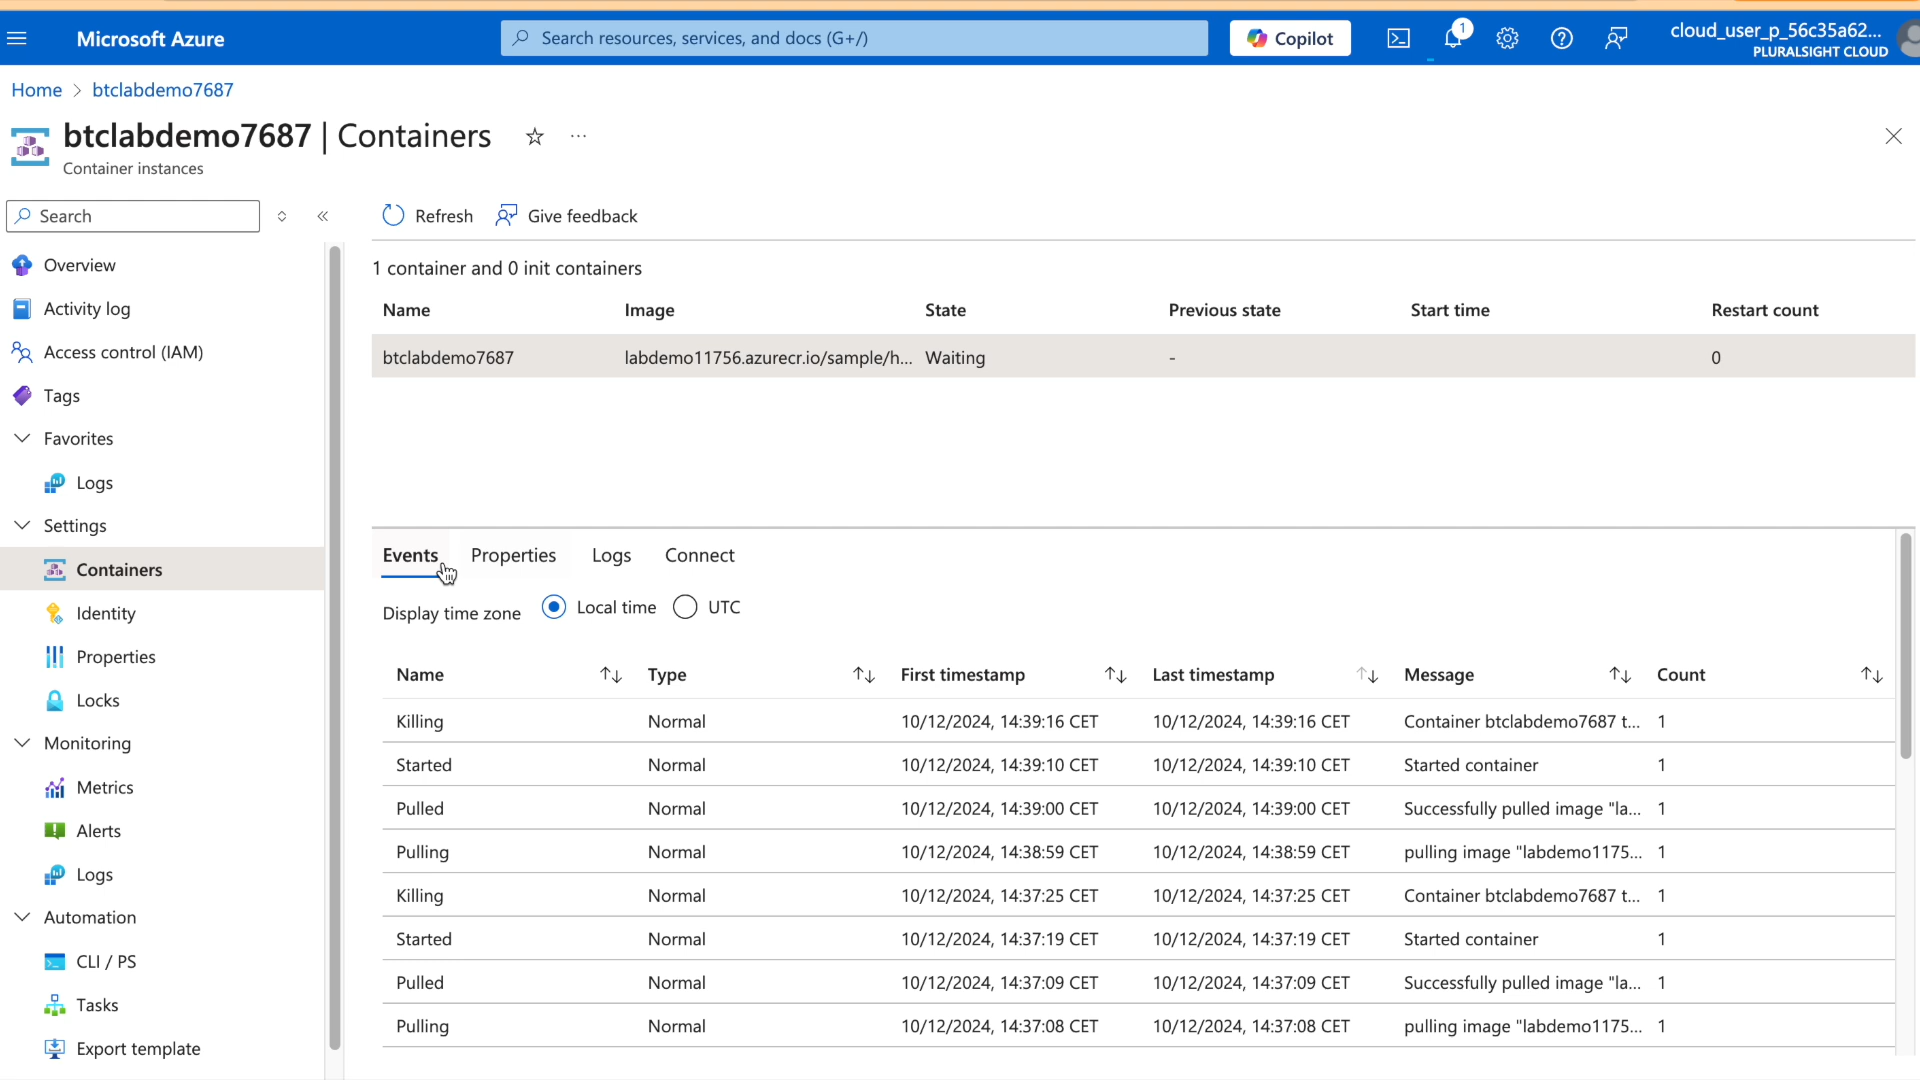 Microsoft Azure
Search resources, services, and docs (G+/)
Copilot
1
cloud_user_p_56c35a62...
PLURALSIGHT CLOUD
Home > btclabdemo7687
btclabdemo7687 | Containers
Container instances
Search
Overview
Activity log
Access control (IAM)
Tags
Favorites
Logs
Settings
Containers
Identity
Properties
Locks
Monitoring
Metrics
Alerts
Logs
Automation
CLI / PS
Tasks
Export template
Refresh Give feedback
1 container and 0 init containers
Name Image State Previous state Start time Restart count
btclabdemo7687 labdemo11756.azurecr.io/sample/h... Waiting - 0
Events Properties Logs Connect
Display time zone Local time UTC
Name Type First timestamp Last timestamp Message Count
Killing Normal 10/12/2024, 14:39:16 CET 10/12/2024, 14:39:16 CET Container btclabdemo7687 t... 1
Started Normal 10/12/2024, 14:39:10 CET 10/12/2024, 14:39:10 CET Started container 1
Pulled Normal 10/12/2024, 14:39:00 CET 10/12/2024, 14:39:00 CET Successfully pulled image "la... 1
Pulling Normal 10/12/2024, 14:38:59 CET 10/12/2024, 14:38:59 CET pulling image "labdemo1175... 1
Killing Normal 10/12/2024, 14:37:25 CET 10/12/2024, 14:37:25 CET Container btclabdemo7687 t... 1
Started Normal 10/12/2024, 14:37:19 CET 10/12/2024, 14:37:19 CET Started container 1
Pulled Normal 10/12/2024, 14:37:09 CET 10/12/2024, 14:37:09 CET Successfully pulled image "la... 1
Pulling Normal 10/12/2024, 14:37:08 CET 10/12/2024, 14:37:08 CET pulling image "labdemo1175... 1